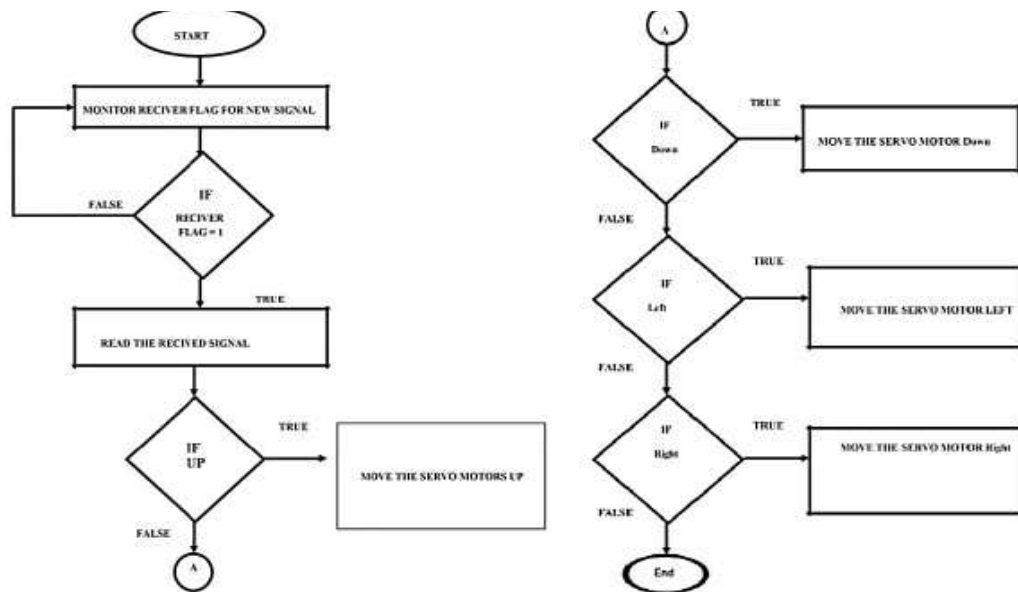 START
MONITOR RECIVER FLAG FOR NEW SIGNAL
IF
RECIVER
FLAG = 1
FALSE
TRUE
READ THE RECIVED SIGNAL
IF
UP
TRUE
MOVE THE SERVO MOTORS UP
FALSE
A
A
IF
Down
TRUE
MOVE THE SERVO MOTOR Down
FALSE
IF
Left
TRUE
MOVE THE SERVO MOTOR LEFT
FALSE
IF
Right
TRUE
MOVE THE SERVO MOTOR Right
FALSE
End